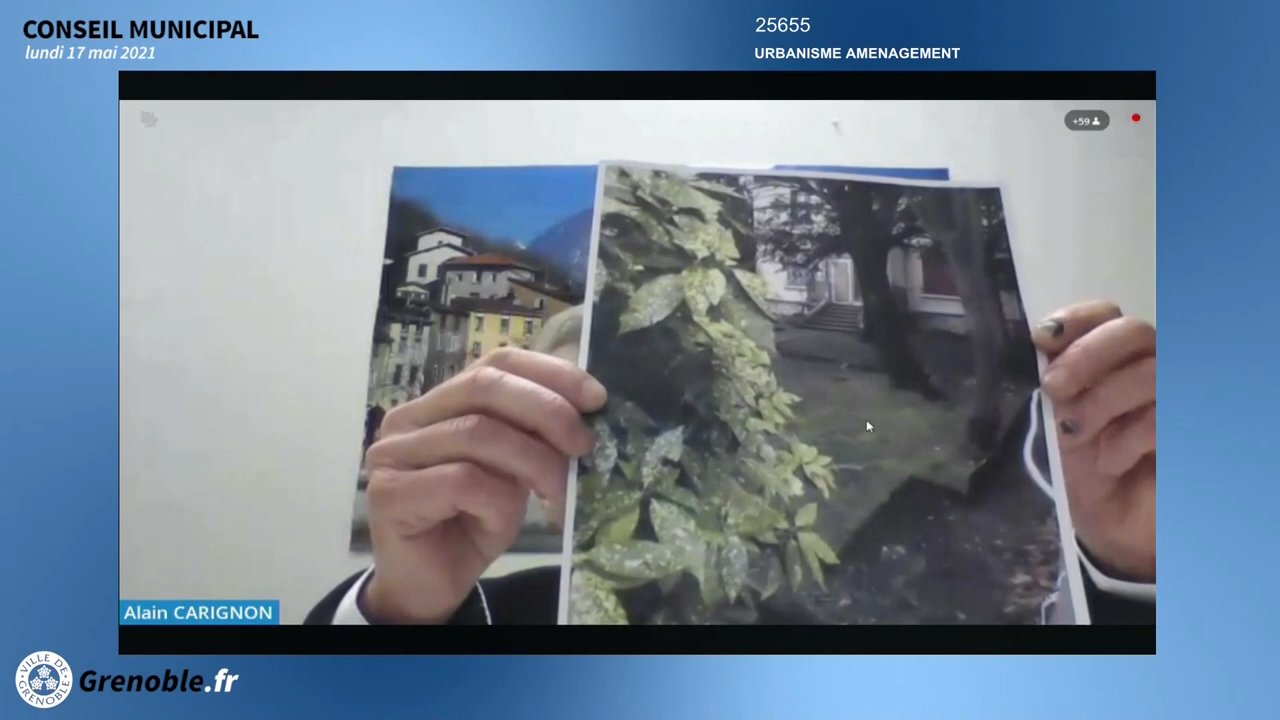 CONSEIL MUNICIPAL
lundi 17 mai 2021
25655
URBANISME AMENAGEMENT
+59
Alain CARIGNON
VILLE DE
GRENOBLE
Grenoble.fr